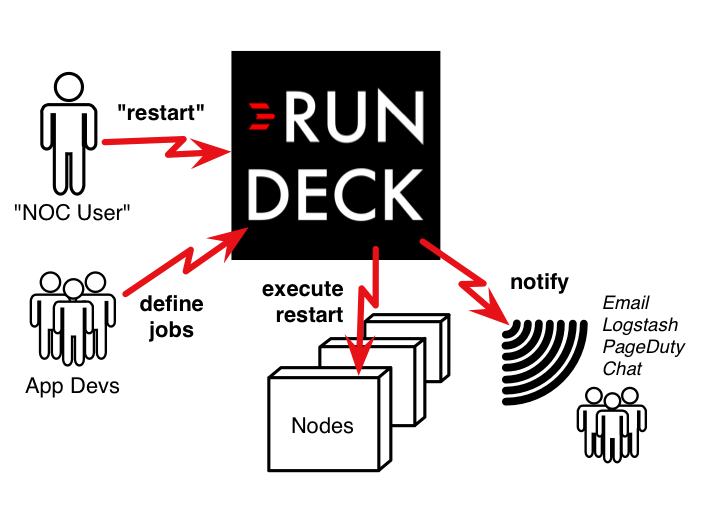 "restart"
RUN
DECK
"NOC User"
define
jobs
App Devs
execute
restart
Nodes
notify
Email
Logstash
PageDuty
Chat